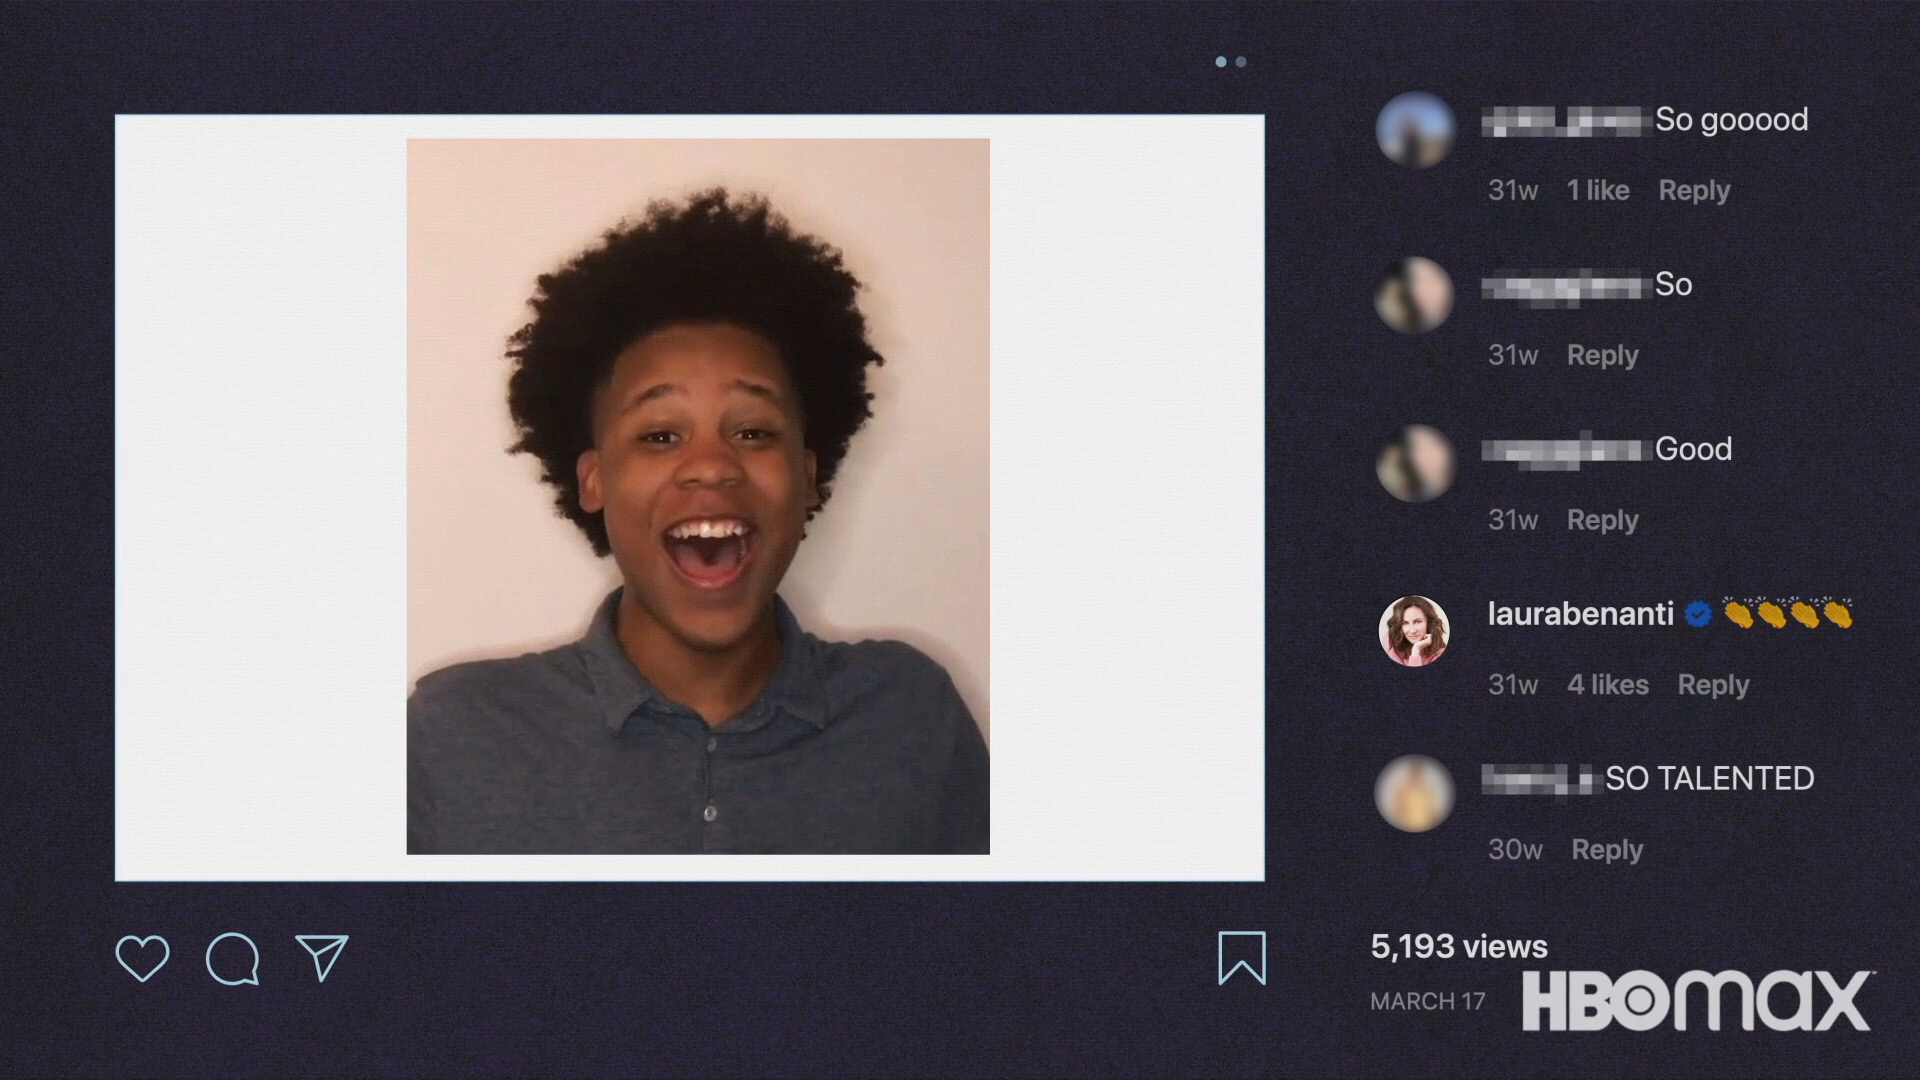 So gooood
31w 1 like Reply
So
31w Reply
Good
31w Reply
laurabenanti 👏👏👏👏
31w 4 likes Reply
SO TALENTED
30w Reply
5,193 views
MARCH 17
HBOMAX